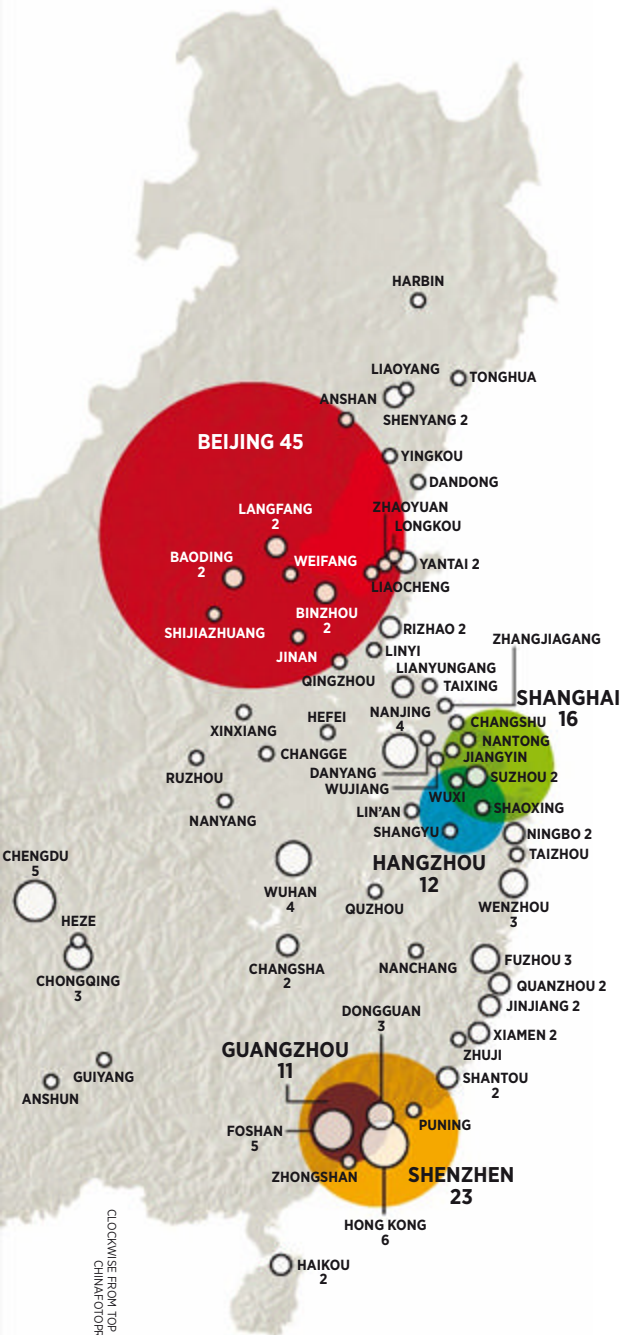 HARBIN
LIAOYANG
TONGHUA
ANSHAN
SHENYANG 2
BEIJING 45
YINGKOU
DANDONG
ZHAOYUAN
LANGFANG
2
LONGKOU
BAODING
2
WEIFANG
YANTAI 2
LIAOCHENG
BINZHOU
2
SHIJIAZHUANG
RIZHAO 2
ZHANGJIAGANG
JINAN
LINYI
LIANYUNGANG
QINGZHOU
TAIXING
SHANGHAI
16
NANJING
4
HEFEI
CHANGSHU
XINXIANG
NANTONG
CHANGGE
JIANGYIN
DANYANG
RUZHOU
SUZHOU 2
WUJIANG
WUXI
NANYANG
LIN'AN
SHAOXING
SHANGYU
NINGBO 2
CHENGDU
5
HANGZHOU
12
TAIZHOU
WUHAN
4
QUZHOU
WENZHOU
3
HEZE
CHONGQING
3
CHANGSHA
2
NANCHANG
FUZHOU 3
QUANZHOU 2
JINJIANG 2
DONGGUAN
3
XIAMEN 2
GUANGZHOU
11
ZHUJI
GUIYANG
SHANTOU
2
ANSHUN
PUNING
FOSHAN
5
ZHONGSHAN
SHENZHEN
23
HONG KONG
6
HAIKOU
2
CLOCKWISE FROM TOP